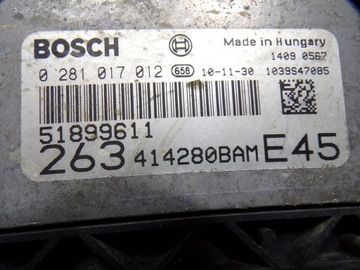 BOSCH Made in Hungary
1409 0567
0 281 017 012 658 10-11-30 1039S47085
51899611
263 414280BAM E45